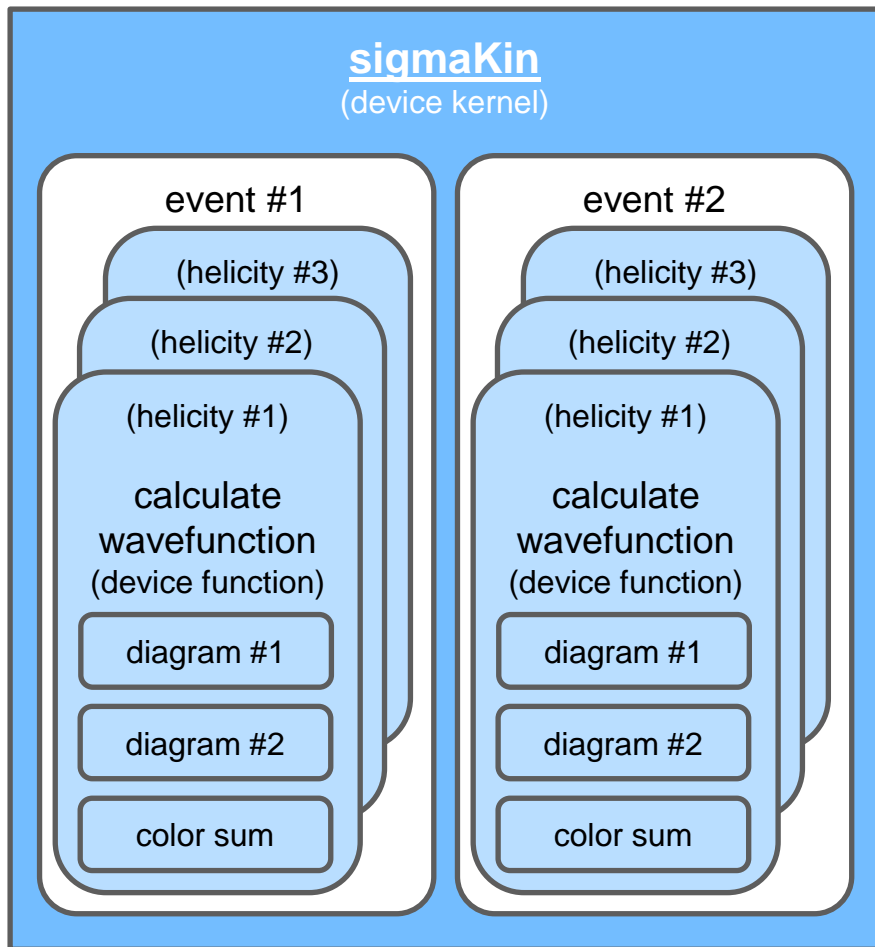 sigmaKin
(device kernel)
event #1
(helicity #3)
(helicity #2)
(helicity #1)
calculate
wavefunction
(device function)
diagram #1
diagram #2
color sum
event #2
(helicity #3)
(helicity #2)
(helicity #1)
calculate
wavefunction
(device function)
diagram #1
diagram #2
color sum